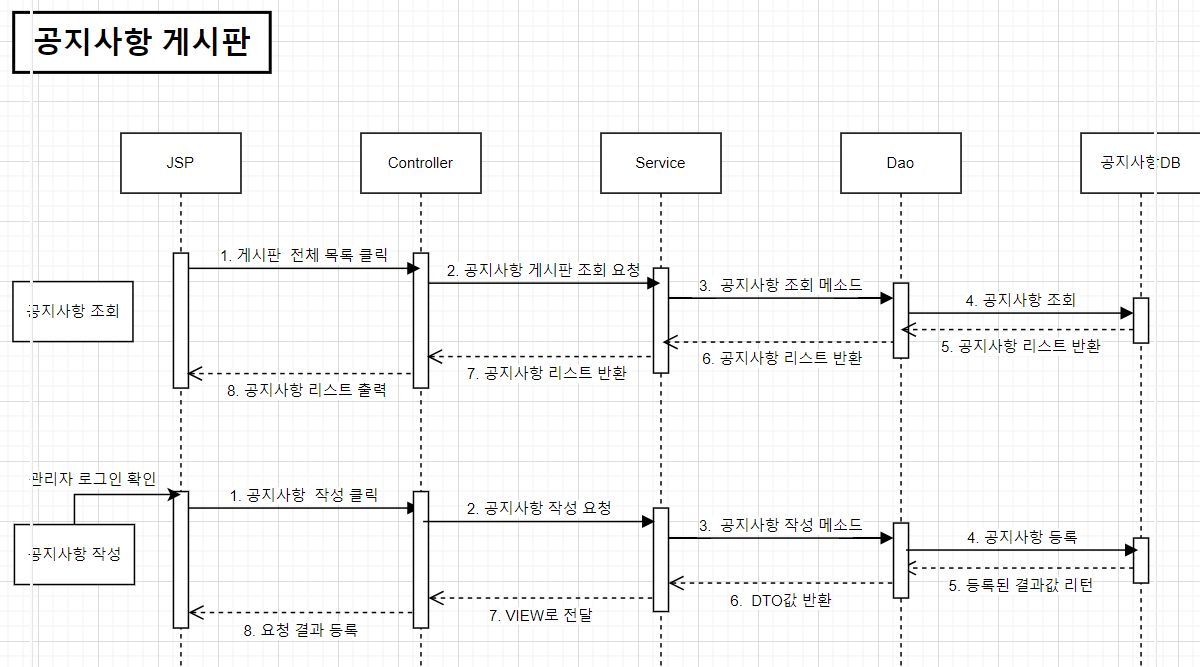 공지사항 게시판
JSP
Controller
Service
Dao
공지사항DB
공지사항 조회
1. 게시판 전체 목록 클릭
2. 공지사항 게시판 조회 요청
3. 공지사항 조회 메소드
4. 공지사항 조회
5. 공지사항 리스트 반환
6. 공지사항 리스트 반환
7. 공지사항 리스트 반환
8. 공지사항 리스트 출력
관리자 로그인 확인
공지사항 작성
1. 공지사항 작성 클릭
2. 공지사항 작성 요청
3. 공지사항 작성 메소드
4. 공지사항 등록
5. 등록된 결과값 리턴
6. DTO값 반환
7. VIEW로 전달
8. 요청 결과 등록